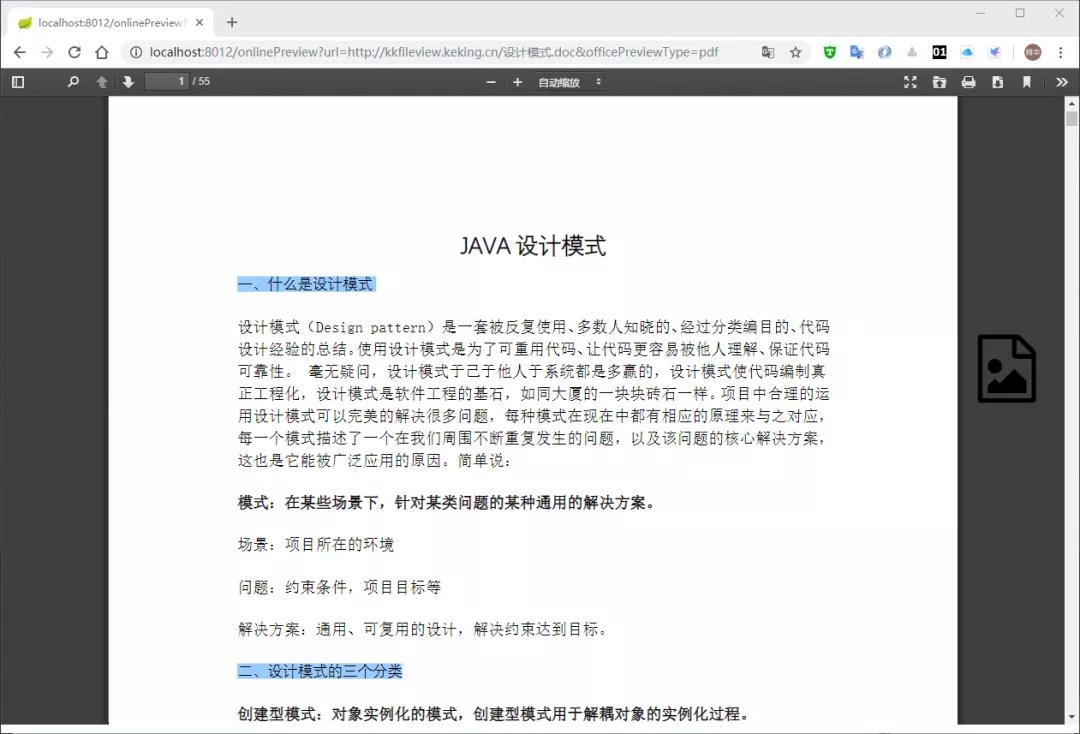 localhost:8012/onlinePreview?
localhost:8012/onlinePreview?url=http://kkfileview.keking.cn/设计模式.doc&officePreviewType=pdf
01
精华
1 / 55
自动缩放
JAVA 设计模式
一、什么是设计模式
设计模式（Design pattern）是一套被反复使用、多数人知晓的、经过分类编目的、代码
设计经验的总结。使用设计模式是为了可重用代码、让代码更容易被他人理解、保证代码
可靠性。 毫无疑问，设计模式于己于他人于系统都是多赢的，设计模式使代码编制真
正工程化，设计模式是软件工程的基石，如同大厦的一块块砖石一样。项目中合理的运
用设计模式可以完美的解决很多问题，每种模式在现在中都有相应的原理来与之对应，
每一个模式描述了一个在我们周围不断重复发生的问题，以及该问题的核心解决方案，
这也是它能被广泛应用的原因。简单说：
模式：在某些场景下，针对某类问题的某种通用的解决方案。
场景：项目所在的环境
问题：约束条件，项目目标等
解决方案：通用、可复用的设计，解决约束达到目标。
二、设计模式的三个分类
创建型模式：对象实例化的模式，创建型模式用于解耦对象的实例化过程。